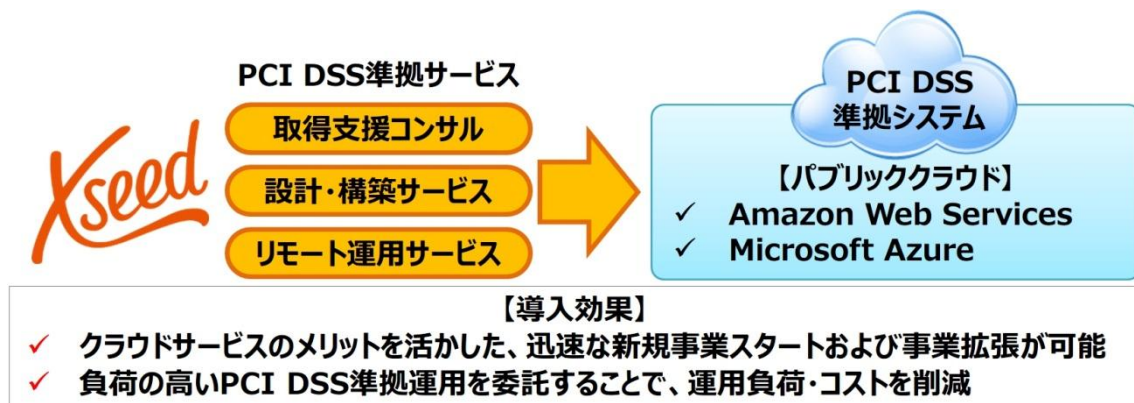 Xseed
PCI DSS準拠サービス
取得支援コンサル
設計・構築サービス
リモート運用サービス
PCI DSS
準拠システム
【パブリッククラウド】
✓ Amazon Web Services
✓ Microsoft Azure
【導入効果】
✓ クラウドサービスのメリットを活かした、迅速な新規事業スタートおよび事業拡張が可能
✓ 負荷の高いPCI DSS準拠運用を委託することで、運用負荷・コストを削減